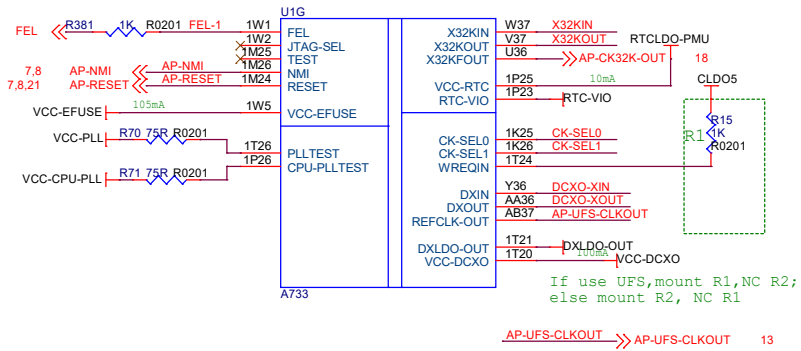 U1G
FEL R381 1K R0201 FEL-1 1W1 FEL
1W2 JTAG-SEL
1M25 TEST
7,8 AP-NMI AP-NMI 1M26 NMI
7,8,21 AP-RESET AP-RESET 1M24 RESET
VCC-EFUSE 105mA 1W5 VCC-EFUSE
VCC-PLL R70 75R R0201 1T26 PLLTEST
VCC-CPU-PLL R71 75R R0201 1P26 CPU-PLLTEST
X32KIN W37 X32KIN
X32KOUT V37 X32KOUT
X32KFOUT U36 AP-CK32K-OUT 18
RTCLDO-PMU
VCC-RTC 1P25 10mA
RTC-VIO 1P23 RTC-VIO
CLDO5
R1 R15 1K R0201
CK-SEL0 1K25 CK-SEL0
CK-SEL1 1K26 CK-SEL1
WREQIN 1T24
DXIN Y36 DCXO-XIN
DXOUT AA36 DCXO-XOUT
REFCLK-OUT AB37 AP-UFS-CLKOUT
DXLDO-OUT 1T21 DXLDO-OUT
VCC-DCXO 1T20 100mA VCC-DCXO
A733
If use UFS,mount R1,NC R2;
else mount R2, NC R1
AP-UFS-CLKOUT AP-UFS-CLKOUT 13